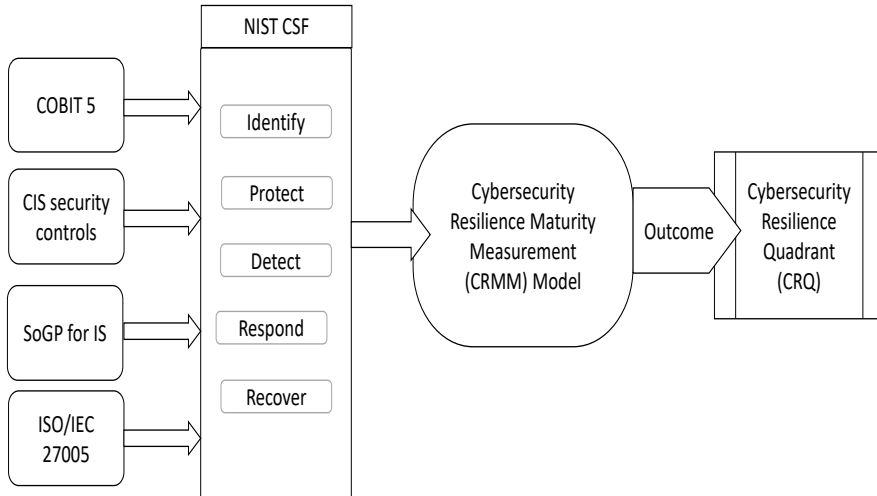 COBIT 5
CIS security
controls
SoGP for IS
ISO/IEC
27005
NIST CSF
Identify
Protect
Detect
Respond
Recover
Cybersecurity
Resilience Maturity
Measurement
(CRMM) Model
Outcome
Cybersecurity
Resilience
Quadrant
(CRQ)